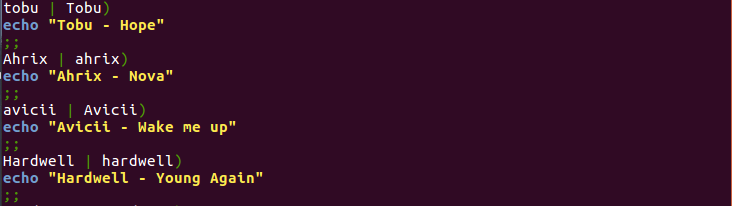 tobu | Tobu)
echo "Tobu - Hope"
;;
Ahrix | ahrix)
echo "Ahrix - Nova"
;;
avicii | Avicii)
echo "Avicii - Wake me up"
;;
Hardwell | hardwell)
echo "Hardwell - Young Again"
;;